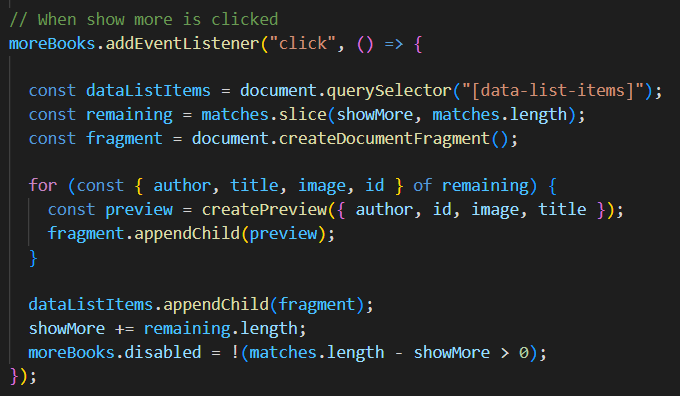 // When show more is clicked
moreBooks.addEventListener("click", () => {
const dataListItems = document.querySelector("[data-list-items]");
const remaining = matches.slice(showMore, matches.length);
const fragment = document.createDocumentFragment();
for (const { author, title, image, id } of remaining) {
const preview = createPreview({ author, id, image, title });
fragment.appendChild(preview);
}
dataListItems.appendChild(fragment);
showMore += remaining.length;
moreBooks.disabled = !(matches.length - showMore > 0);
});